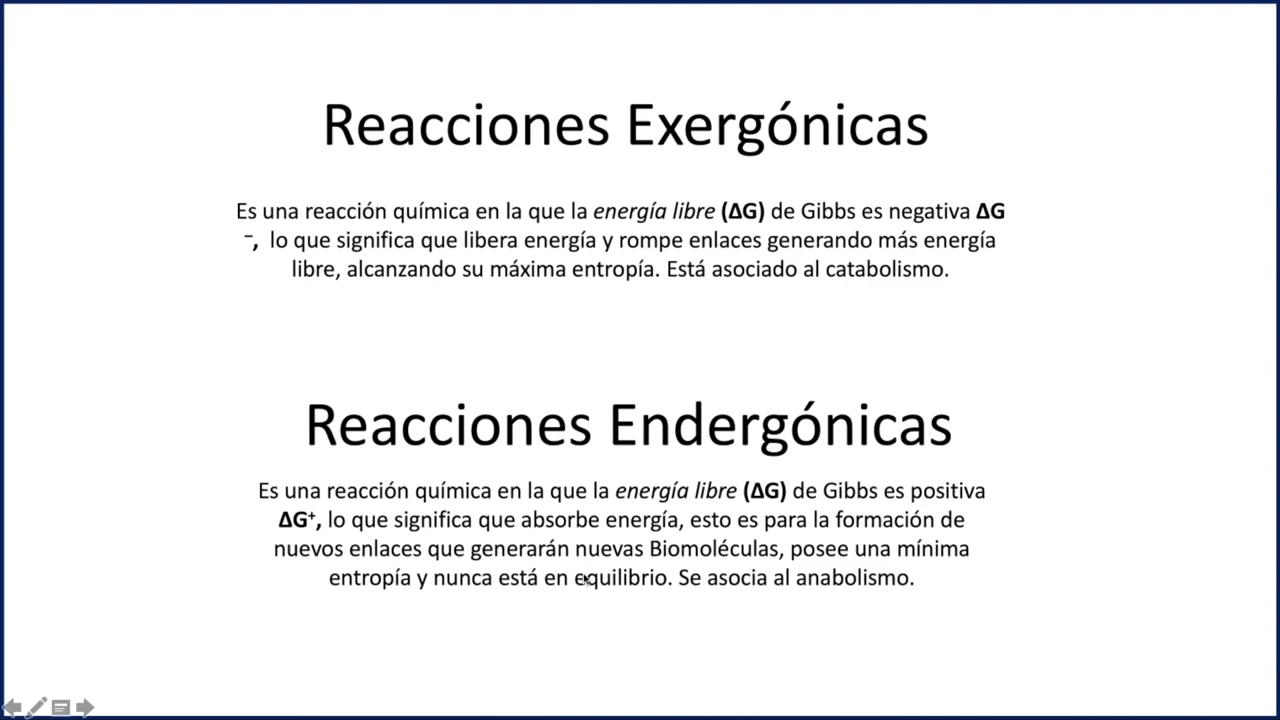 Reacciones Exergónicas
Es una reacción química en la que la energía libre (ΔG) de Gibbs es negativa ΔG
⁻, lo que significa que libera energía y rompe enlaces generando más energía
libre, alcanzando su máxima entropía. Está asociado al catabolismo.
Reacciones Endergónicas
Es una reacción química en la que la energía libre (ΔG) de Gibbs es positiva
ΔG⁺, lo que significa que absorbe energía, esto es para la formación de
nuevos enlaces que generarán nuevas Biomoléculas, posee una mínima
entropía y nunca está en equilibrio. Se asocia al anabolismo.